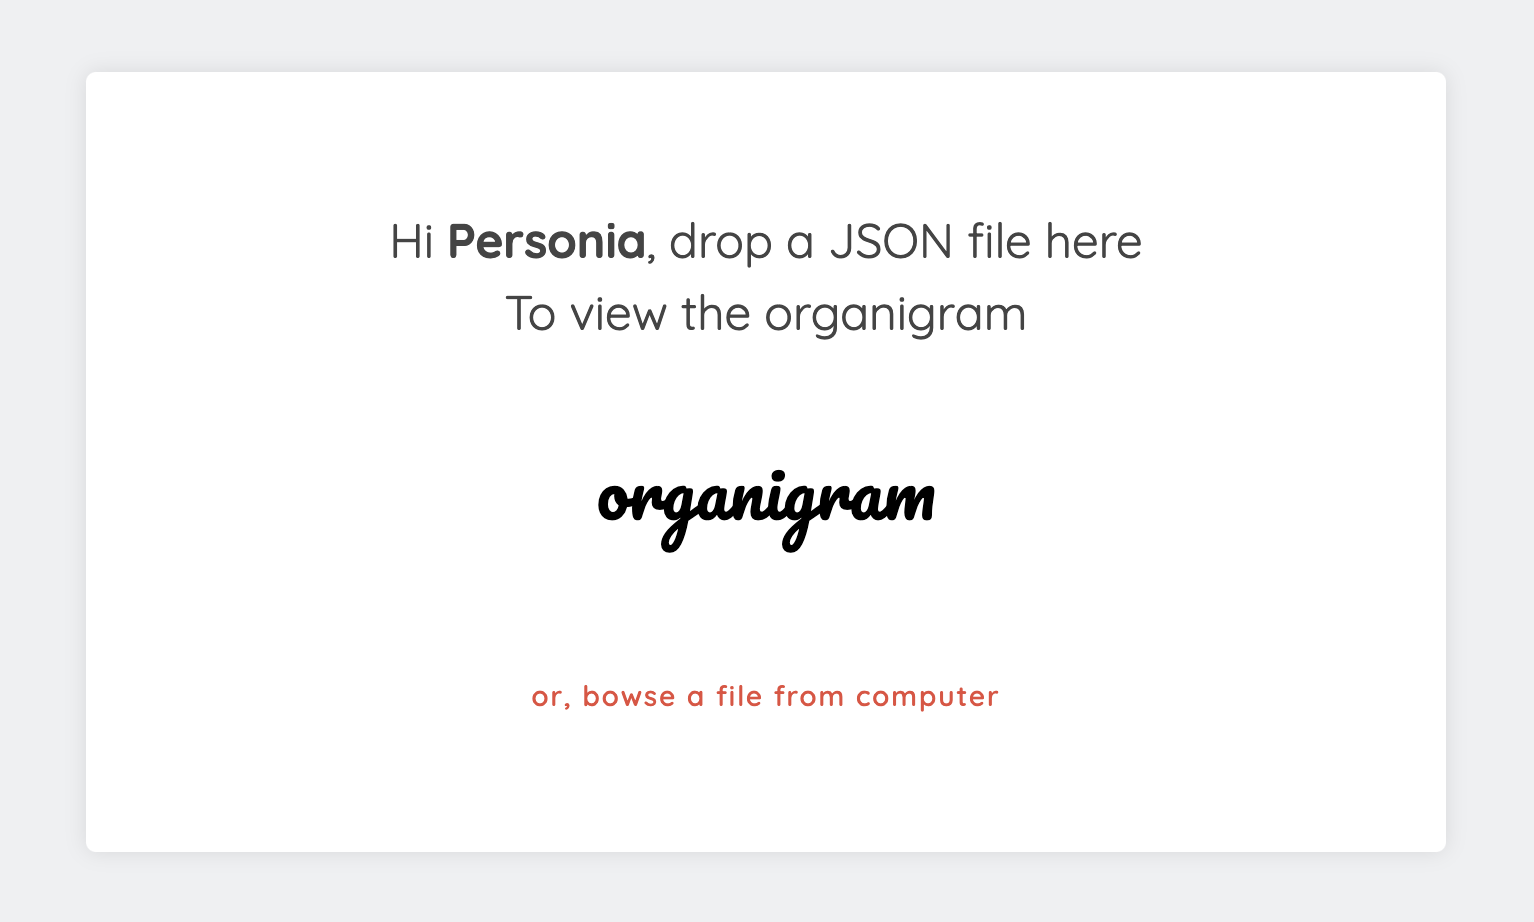 Hi Personia, drop a JSON file here
To view the organigram
organigram
or, bowse a file from computer